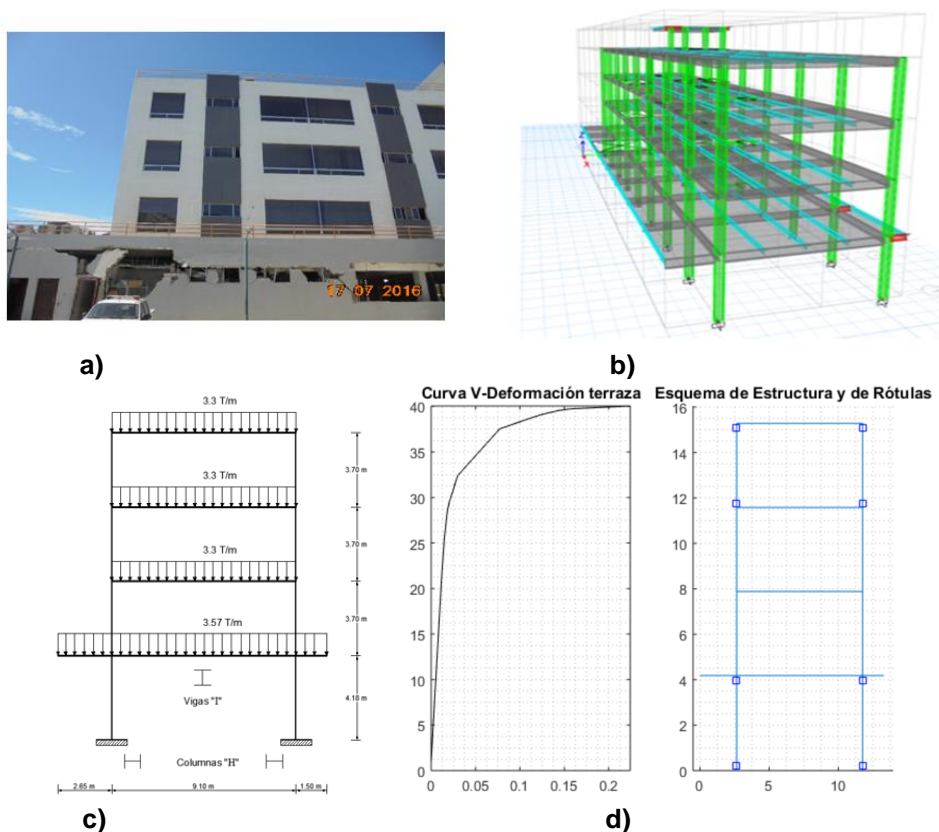 17 07 2016
Z
X
a)
b)
3.3 T/m
3.70 m
3.3 T/m
3.70 m
3.3 T/m
3.70 m
3.57 T/m
Vigas "I"
4.18 m
Columnas "H"
2.65 m
9.10 m
1.50 m
c)
Curva V-Deformación terraza
40
35
30
25
20
15
10
5
0
0
0.05
0.1
0.15
0.2
Esquema de Estructura y de Rótulas
16
14
12
10
8
6
4
2
0
0
5
10
d)